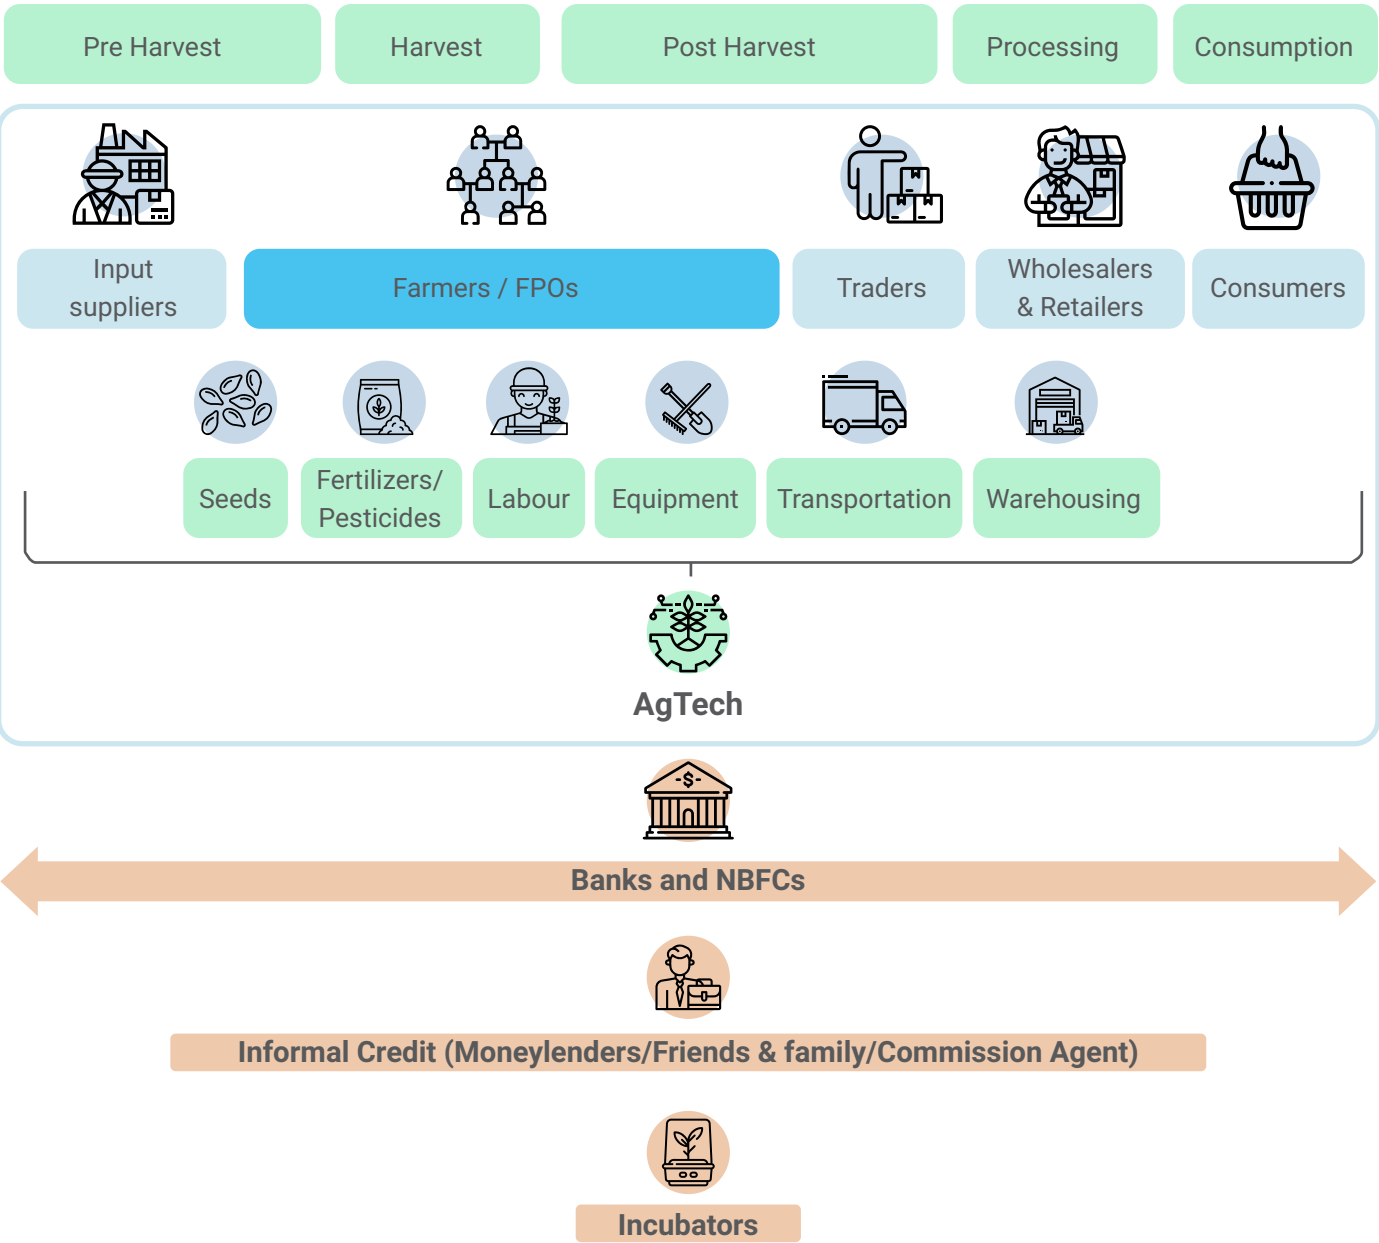 Pre Harvest
Harvest
Post Harvest
Processing
Consumption
Input
suppliers
Farmers / FPOs
Traders
Wholesalers
& Retailers
Consumers
Seeds
Fertilizers/
Pesticides
Labour
Equipment
Transportation
Warehousing
AgTech
-$-
Banks and NBFCs
Informal Credit (Moneylenders/Friends & family/Commission Agent)
Incubators